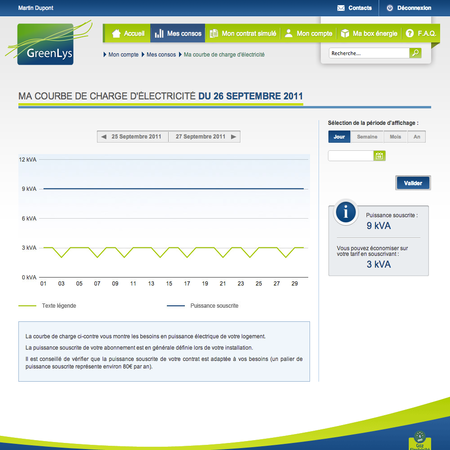 Martin Dupont
Contacts
Déconnexion
GreenLys
Accueil
Mes consos
Mon contrat simulé
Mon compte
Ma box énergie
F.A.Q.
Mon compte
Mes consos
Ma courbe de charge d'électricité
Recherche...
MA COURBE DE CHARGE D'ÉLECTRICITÉ DU 26 SEPTEMBRE 2011
25 Septembre 2011
27 Septembre 2011
Sélection de la période d'affichage :
Jour
Semaine
Mois
An
Valider
12 kVA
9 kVA
6 kVA
3 kVA
0 kVA
01 03 05 07 09 11 13 15 17 19 21 23 25 27 29
Texte légende
Puissance souscrite
i
Puissance souscrite :
9 kVA
Vous pouvez économiser sur
votre tarif en souscrivant :
3 kVA
La courbe de charge ci-contre vous montre les besoins en puissance électrique de votre logement.
La puissance souscrite de votre abonnement est en générale définie lors de votre installation.
Il est conseillé de vérifier que la puissance souscrite de votre contrat est adaptée à vos besoins (un palier de
puissance souscrite représente environ 80€ par an).